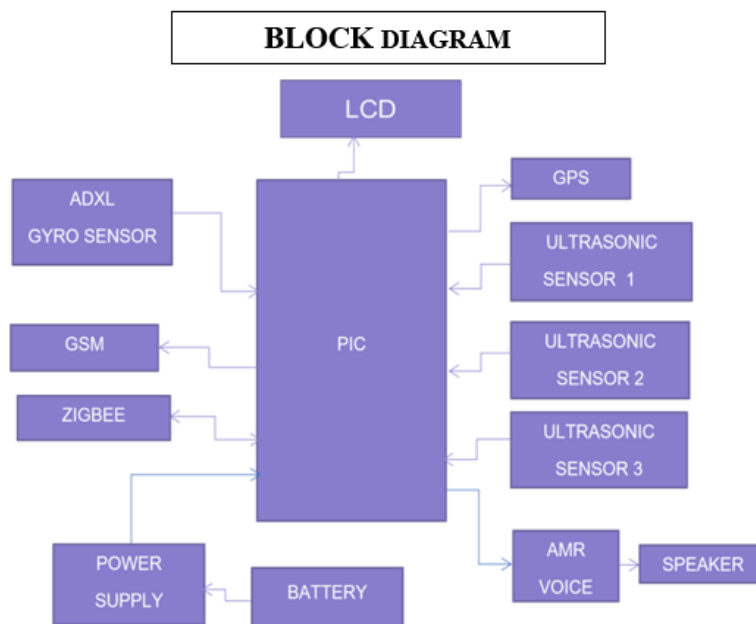 BLOCK DIAGRAM
LCD
ADXL
GYRO SENSOR
GPS
ULTRASONIC
SENSOR 1
PIC
GSM
ULTRASONIC
SENSOR 2
ZIGBEE
ULTRASONIC
SENSOR 3
POWER
SUPPLY
BATTERY
AMR
VOICE
SPEAKER